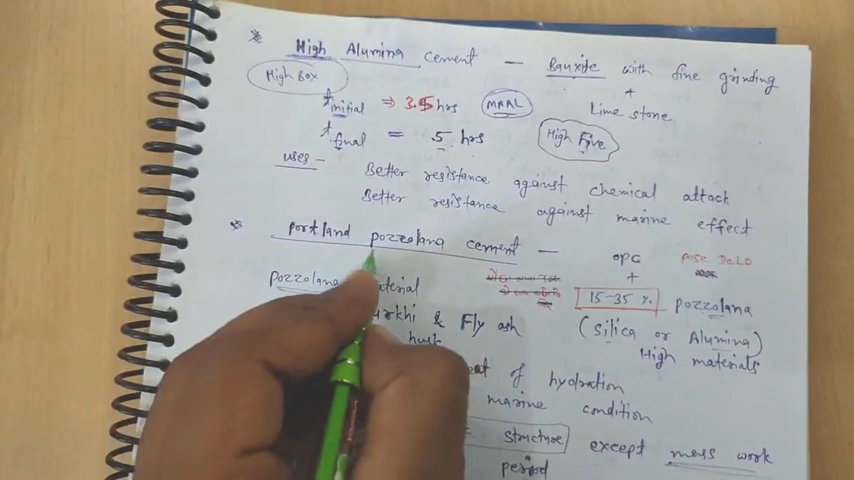 * High Alumina cement — Bauxite with fine grinding
High Box
+
Lime stone
t initial ⇒ 3.5 hrs MAAL
t final = 5 hrs High Five
uses -
Better resistance against chemical attack
Better resistance against marine effect
* Portland pozzolana cement —
OPC
+
15-35 %. pozzolana
Pozzolana
& Fly ash
(Silica or Alumina)
High materials
of hydration
marine condition
structure except mass work
period